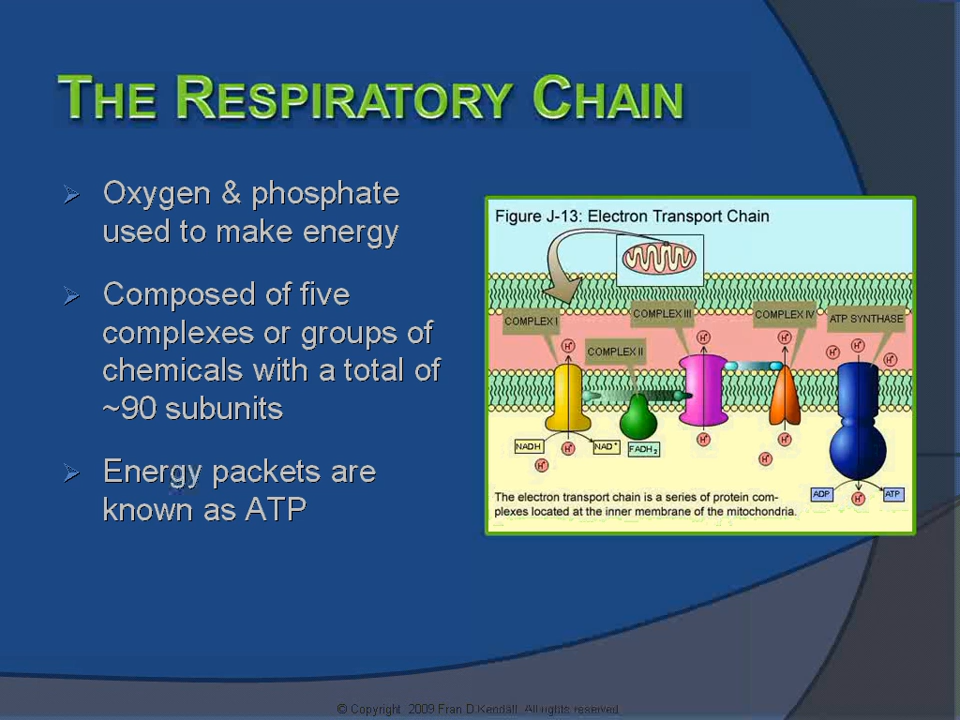 THE RESPIRATORY CHAIN
Oxygen & phosphate
used to make energy
Composed of five
complexes or groups of
chemicals with a total of
~90 subunits
Energy packets are
known as ATP
Figure J-13: Electron Transport Chain
COMPLEX I
COMPLEX II
COMPLEX III
COMPLEX IV
ATP SYNTHASE
H+ H+ H+ H+ H+ H+
NADH
NAD+
FADH2
H+ H+ H+ H+ H+ H+
ADP
ATP
The electron transport chain is a series of protein com-
plexes located at the inner membrane of the mitochondria.
© Copyright 2009 Fran D Kendall. All rights reserved.